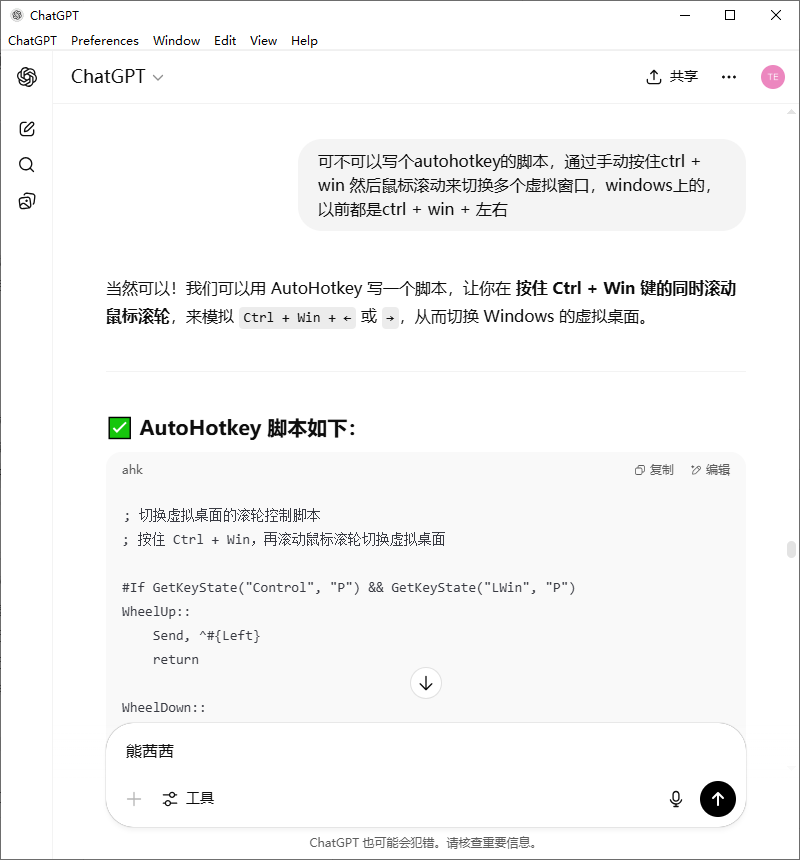 ChatGPT
ChatGPT Preferences Window Edit View Help
ChatGPT
共享
TE
可不可以写个autohotkey的脚本，通过手动按住ctrl +
win 然后鼠标滚动来切换多个虚拟窗口，windows上的，
以前都是ctrl + win + 左右
当然可以！我们可以用 AutoHotkey 写一个脚本，让你在 按住 Ctrl + Win 键的同时滚动
鼠标滚轮，来模拟 Ctrl + Win + ← 或 →，从而切换 Windows 的虚拟桌面。
✅ AutoHotkey 脚本如下：
ahk 复制 编辑
; 切换虚拟桌面的滚轮控制脚本
; 按住 Ctrl + Win，再滚动鼠标滚轮切换虚拟桌面
#If GetKeyState("Control", "P") && GetKeyState("LWin", "P")
WheelUp::
Send, ^#{Left}
return
WheelDown::
熊茜茜
工具
ChatGPT 也可能会犯错。请核查重要信息。